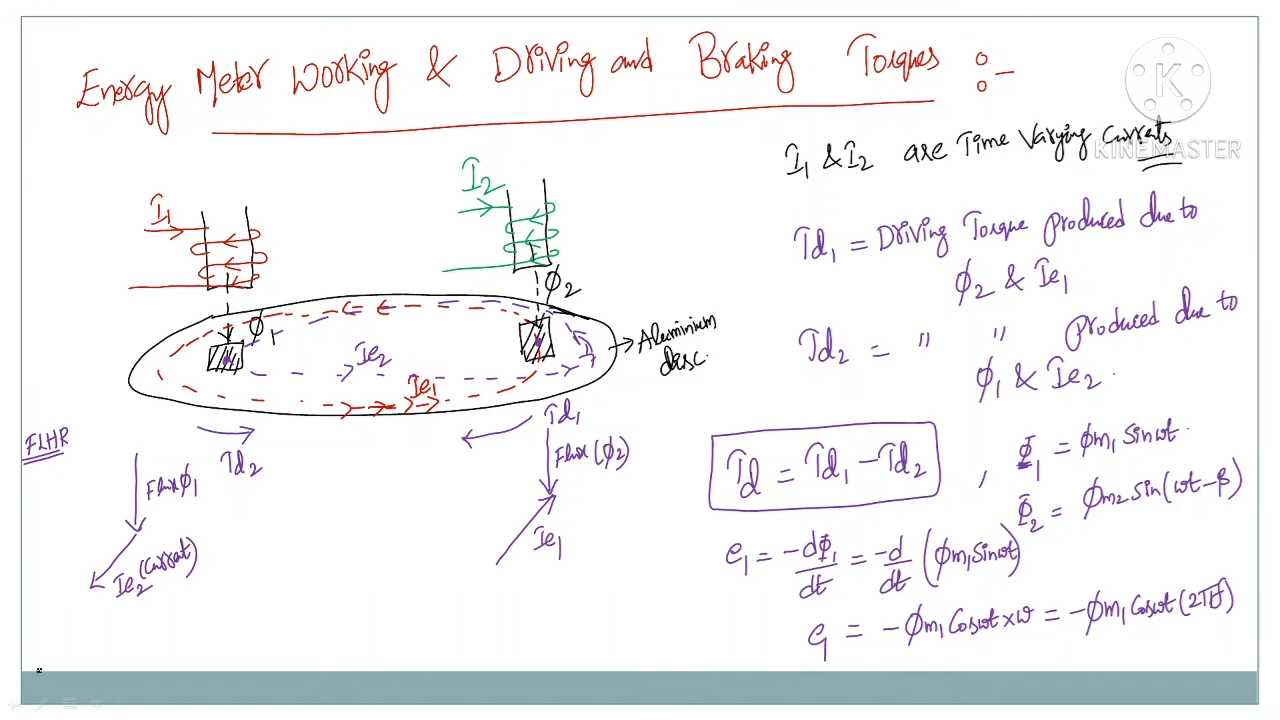 Energy Meter Working & Driving and Braking Torques :-
K
KINEMASTER
I₁ & I₂ are Time Varying Currents
I₁
I₂
ϕ₁
ϕ₂
Ie₂
Ie₁
→ Aluminium
disc.
Td₁ = Driving Torque produced due to
ϕ₂ & Ie₁
Td₂ = " " produced due to
ϕ₁ & Ie₂.
FLHR
Td₂
Td₁
Flux ϕ₁
Ie₂ (Current)
Flux (ϕ₂)
Ie₁
Td = Td₁ - Td₂ , Φ₁ = ϕm₁ sinωt.
Φ₂ = ϕm₂ sin(ωt-β)
e₁ = -dΦ₁/dt = -d/dt (ϕm₁ sinωt)
e₁ = -ϕm₁ Cosωt × ω = -ϕm₁ Cosωt (2πf)